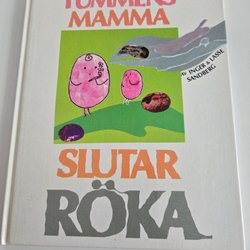 TUMMENS
MAMMA
AV INGER & LASSE
SANDBERG
SLUTAR
RÖKA